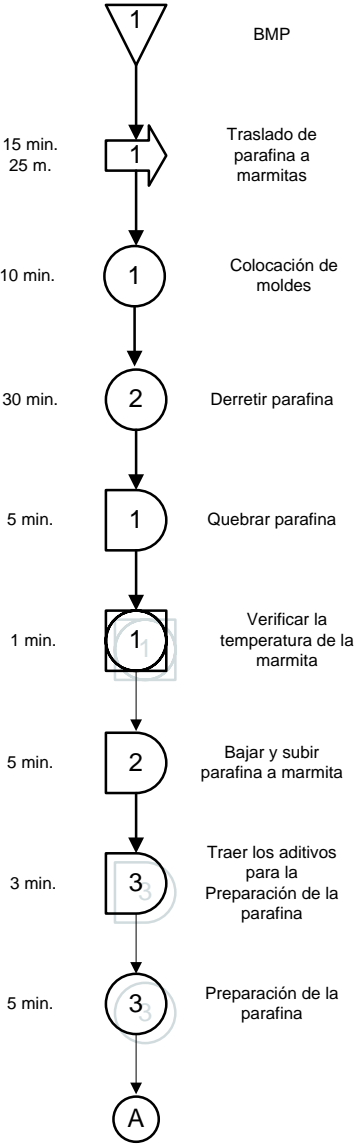 1
BMP
15 min.
25 m.
1
Traslado de
parafina a
marmitas
10 min.
1
Colocación de
moldes
30 min.
2
Derretir parafina
5 min.
1
Quebrar parafina
1 min.
1
1
Verificar la
temperatura de la
marmita
5 min.
2
Bajar y subir
parafina a marmita
3 min.
3
3
Traer los aditivos
para la
Preparación de la
parafina
5 min.
3
3
Preparación de la
parafina
A